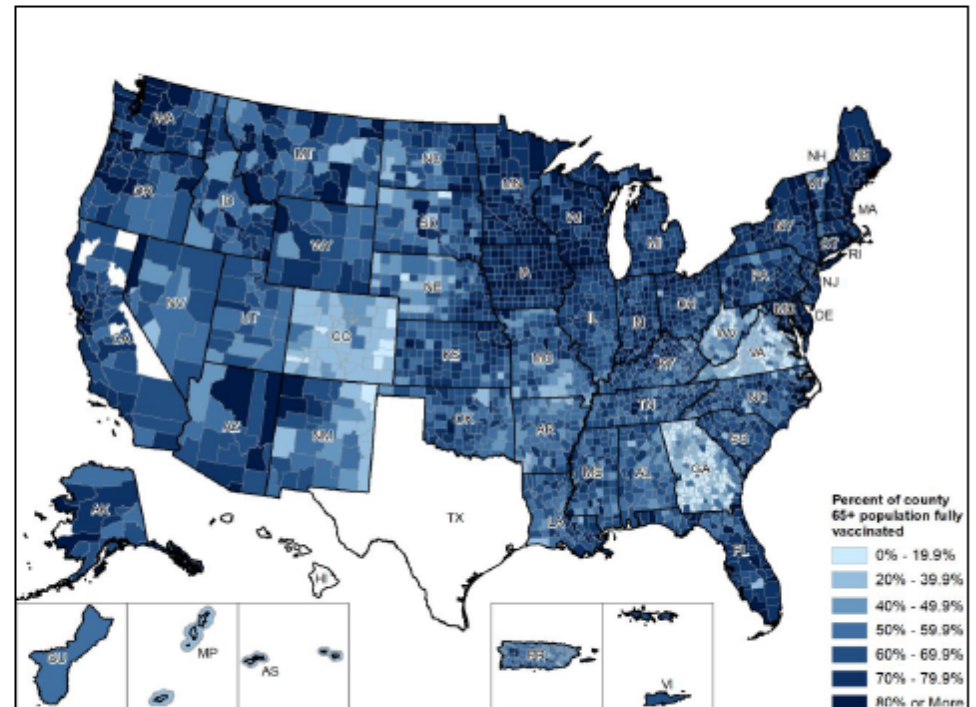 WA
MT
ND
MN
OR
ID
SD
WI
MI
NH
VT
ME
NY
MA
CT
RI
WY
NE
IA
PA
NJ
NV
UT
CO
KS
IL
IN
OH
MD
DE
CA
MO
KY
WV
VA
AZ
NM
OK
AR
TN
NC
SC
MS
AL
GA
TX
LA
FL
AK
HI
GU
MP
AS
PR
VI
Percent of county
65+ population fully
vaccinated
0% - 19.9%
20% - 39.9%
40% - 49.9%
50% - 59.9%
60% - 69.9%
70% - 79.9%
80% or More